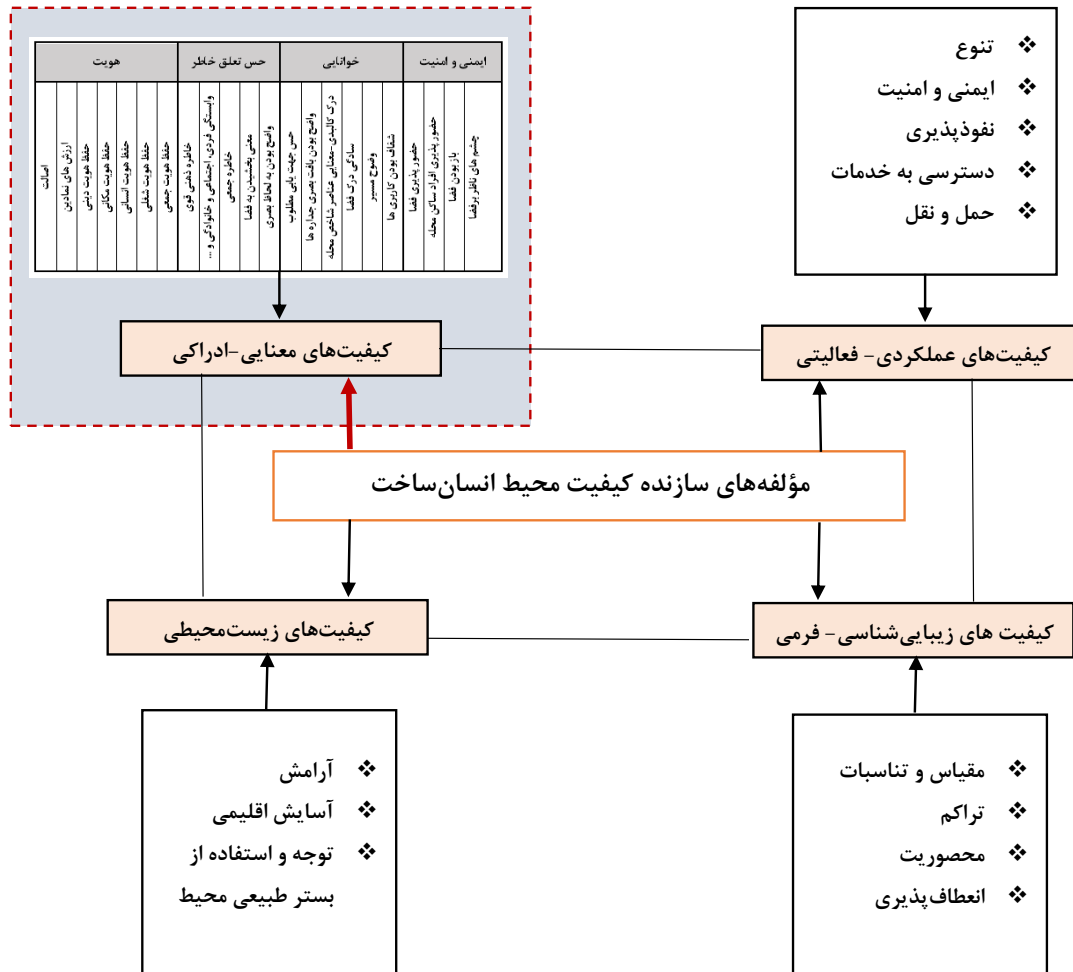 ایمنی و امنیت
خوانایی
حس تعلق خاطر
هویت
چشم های ناظر برفضا
باز بودن فضا
حضور پذیری افراد ساکن محله
حضور پذیری فضا
شفاف بودن کاربری ها
وضوح مسیر
سادگی درک فضا
درک کالبدی-معنایی عناصر شاخص محله
واضح بودن بافت بصری جداره ها
حس جهت یابی مطلوب
واضح بودن به لحاظ بصری
معنی بخشیدن به فضا
خاطره جمعی
وابستگی فردی، اجتماعی و خانوادگی و ...
خاطره ذهنی قوی
حفظ هویت جمعی
حفظ هویت شغلی
حفظ هویت انسانی
حفظ هویت مکانی
حفظ هویت دینی
ارزش های نمادین
اصالت
❖ تنوع
❖ ایمنی و امنیت
❖ نفوذپذیری
❖ دسترسی به خدمات
❖ حمل و نقل
کیفیت‌های عملکردی- فعالیتی
کیفیت‌های معنایی-ادراکی
مؤلفه‌های سازنده کیفیت محیط انسان‌ساخت
کیفیت های زیبایی‌شناسی- فرمی
کیفیت‌های زیست‌محیطی
❖ مقیاس و تناسبات
❖ تراکم
❖ محصوریت
❖ انعطاف‌پذیری
❖ آرامش
❖ آسایش اقلیمی
❖ توجه و استفاده از
بستر طبیعی محیط